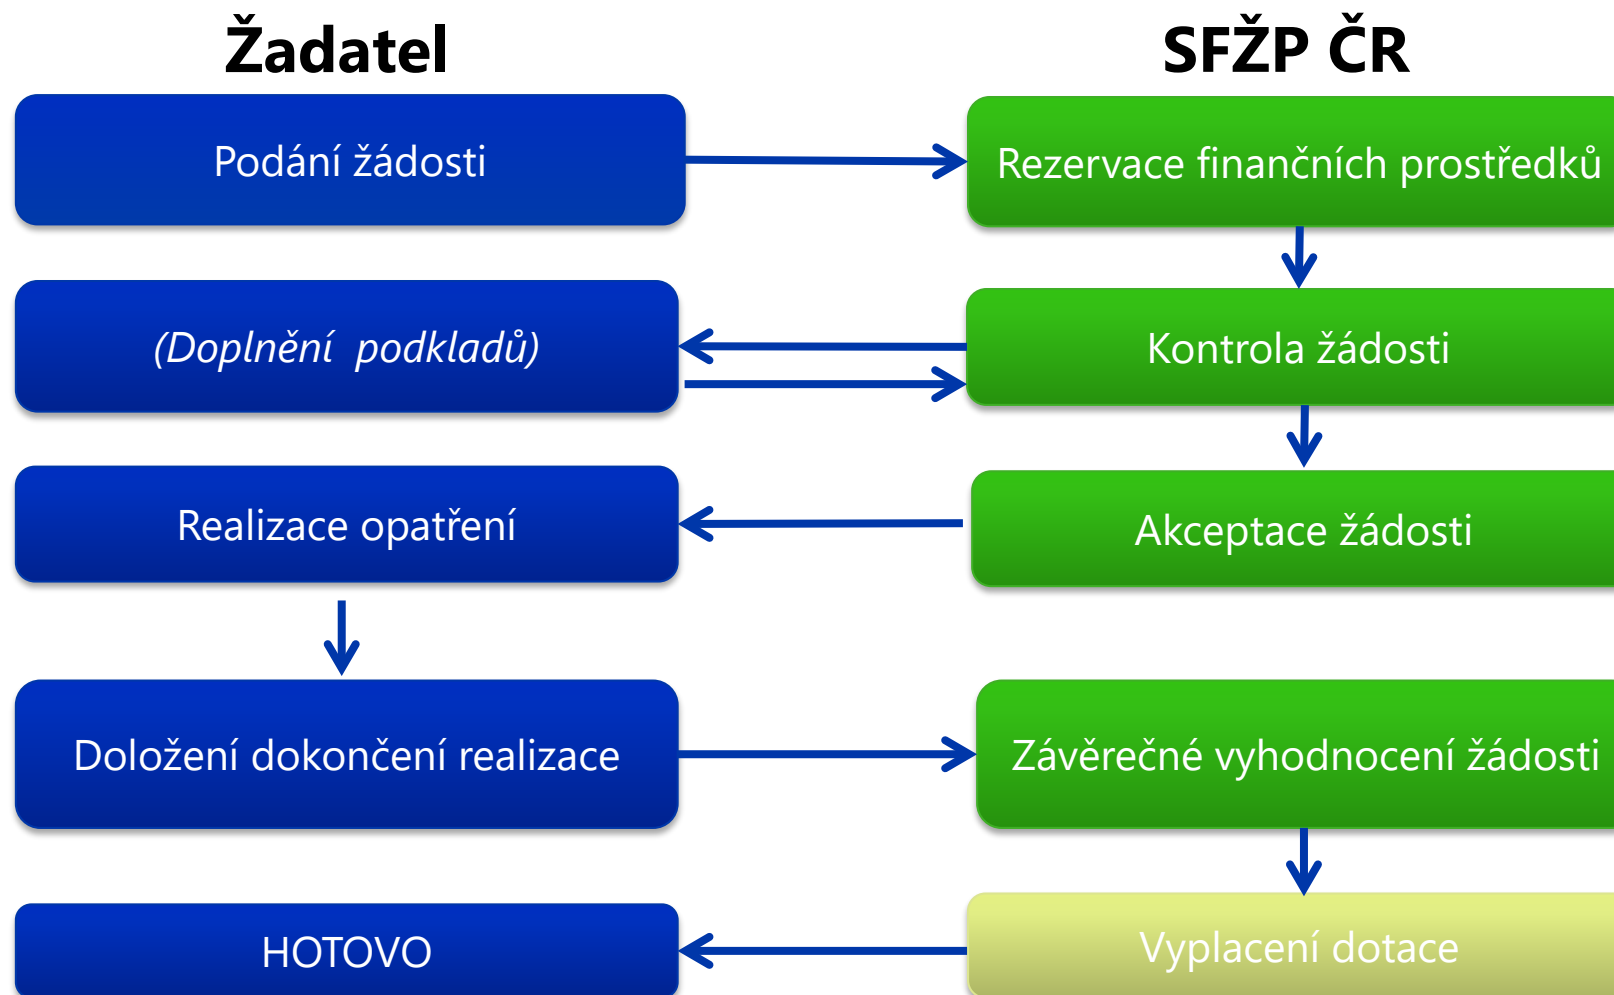 Žadatel
SFŽP ČR
Podání žádosti
Rezervace finančních prostředků
(Doplnění podkladů)
Kontrola žádosti
Realizace opatření
Akceptace žádosti
Doložení dokončení realizace
Závěrečné vyhodnocení žádosti
HOTOVO
Vyplacení dotace